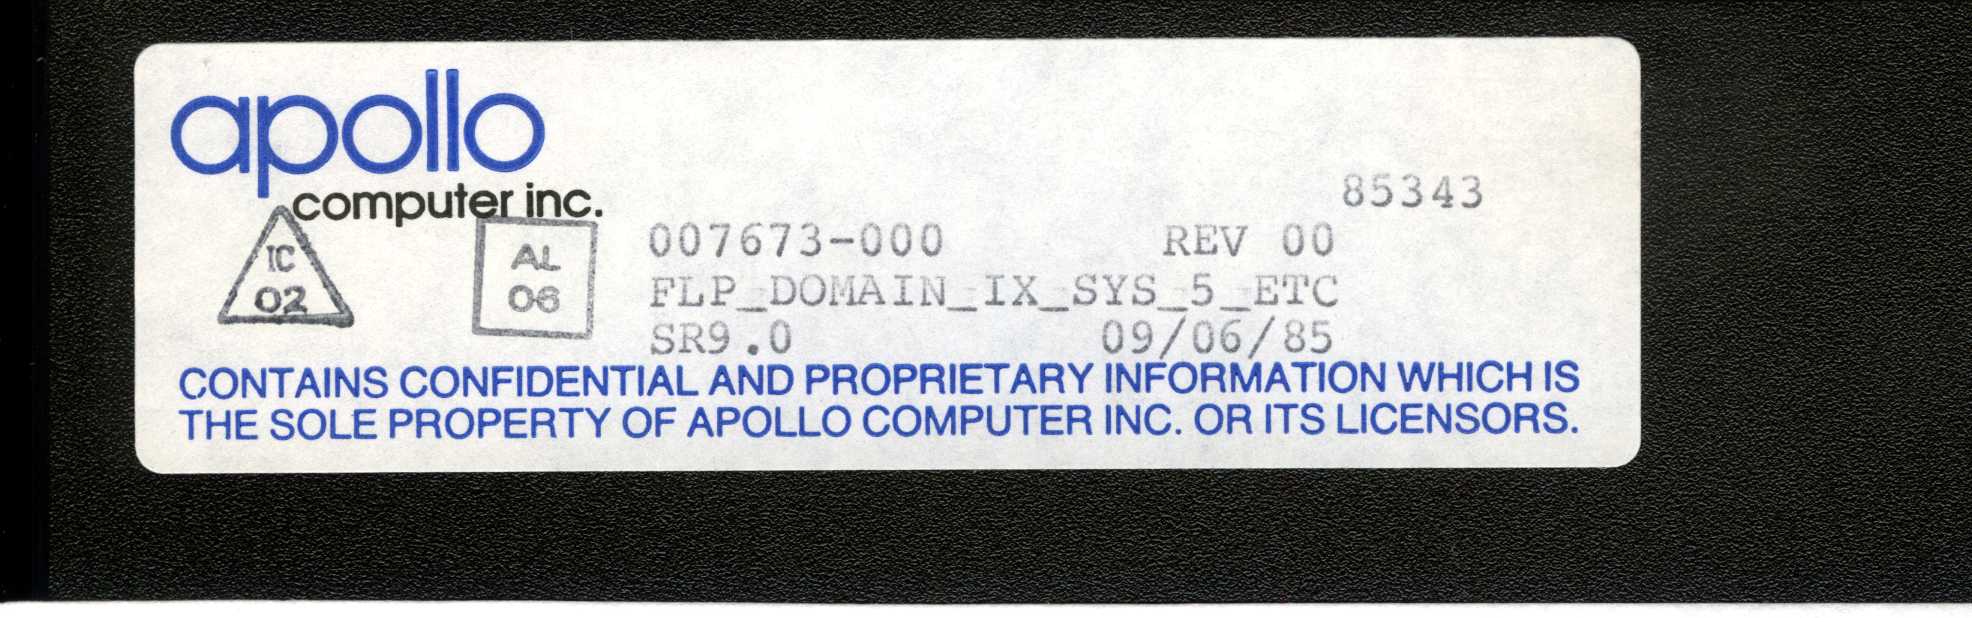 apollo
computer inc.
85343
IC
02
AL
06
007673-000 REV 00
FLP_DOMAIN_IX_SYS_5_ETC
SR9.0 09/06/85
CONTAINS CONFIDENTIAL AND PROPRIETARY INFORMATION WHICH IS
THE SOLE PROPERTY OF APOLLO COMPUTER INC. OR ITS LICENSORS.